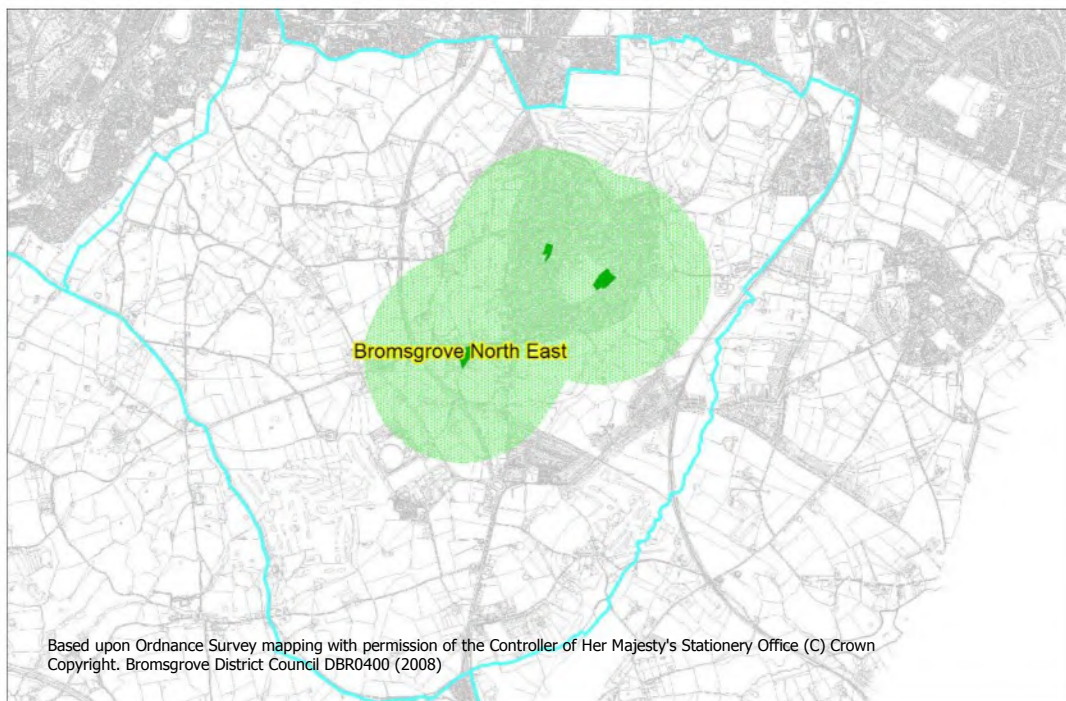 Bromsgrove North East
Based upon Ordnance Survey mapping with permission of the Controller of Her Majesty's Stationery Office (C) Crown
Copyright. Bromsgrove District Council DBR0400 (2008)